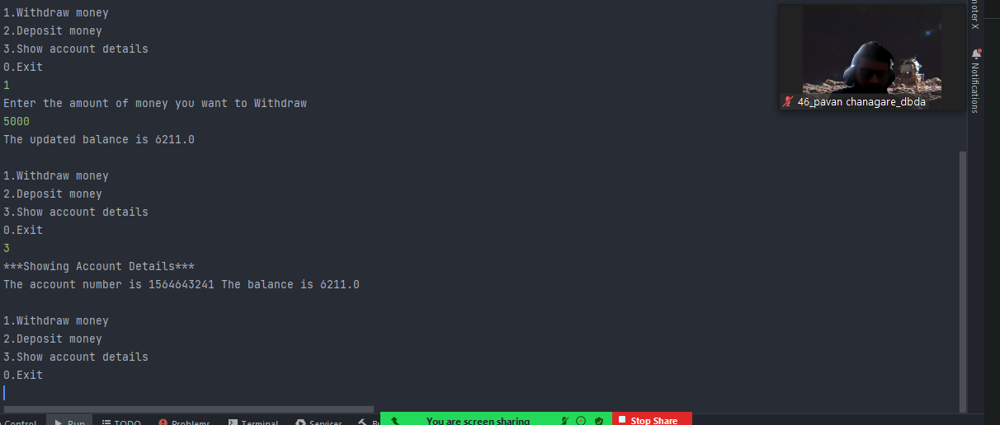 1.Withdraw money
2.Deposit money
3.Show account details
0.Exit
1
Enter the amount of money you want to Withdraw
5000
The updated balance is 6211.0
1.Withdraw money
2.Deposit money
3.Show account details
0.Exit
3
***Showing Account Details***
The account number is 1564643241 The balance is 6211.0
1.Withdraw money
2.Deposit money
3.Show account details
0.Exit
46_pavan chanagare_dbda
X
Notifications
Control
Run
TODO
Problems
Terminal
Services
You are screen sharing
Stop Share